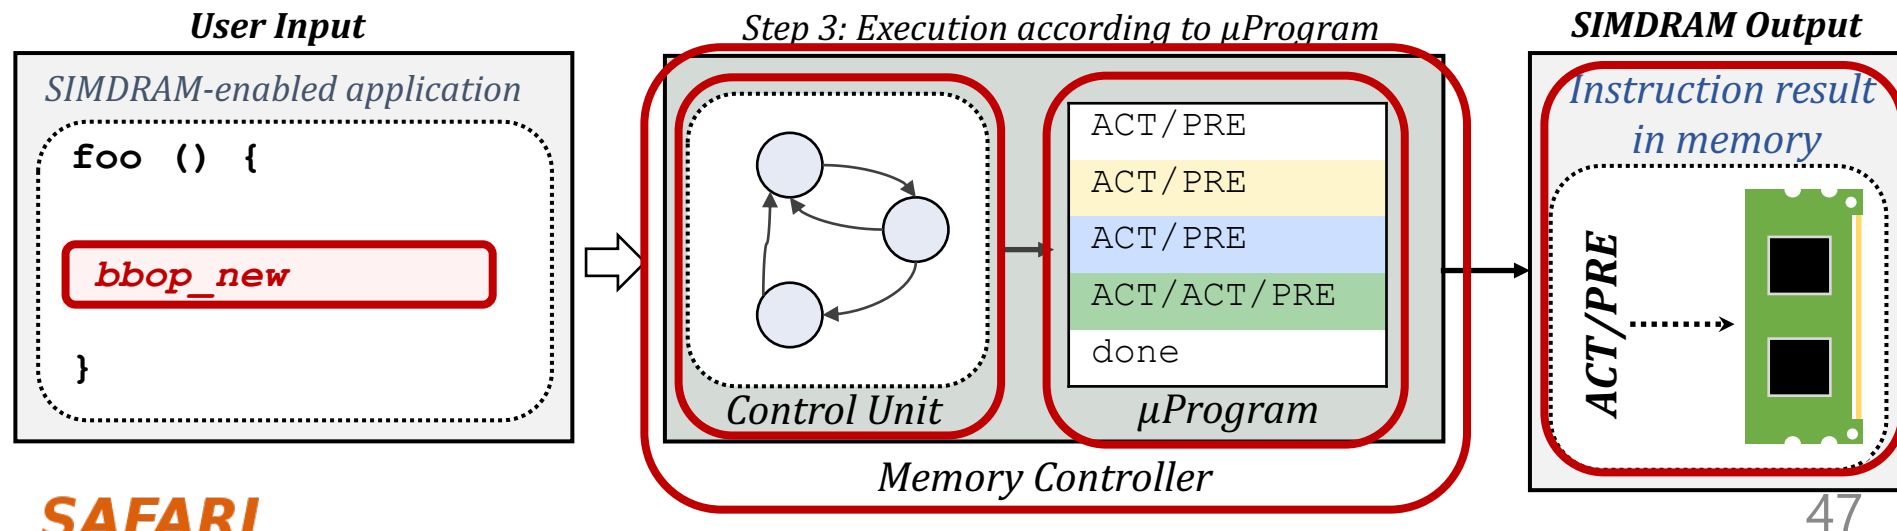 User Input
SIMDRAM-enabled application
foo () {
bbop_new
}
Step 3: Execution according to μProgram
Control Unit
ACT/PRE
ACT/PRE
ACT/PRE
ACT/ACT/PRE
done
μProgram
Memory Controller
SIMDRAM Output
Instruction result
in memory
ACT/PRE
SAFARI
47